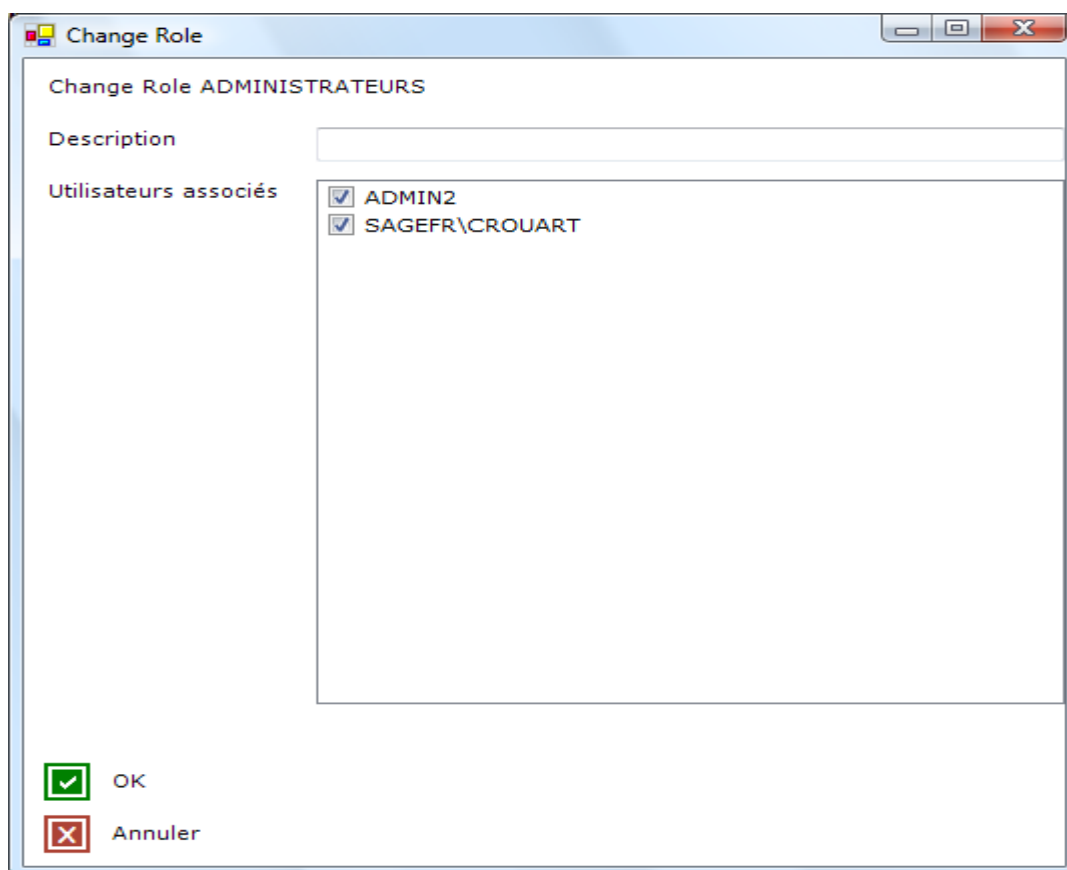 Change Role
Change Role ADMINISTRATEURS
Description
Utilisateurs associés
ADMIN2
SAGEFR\CROUART
OK
Annuler